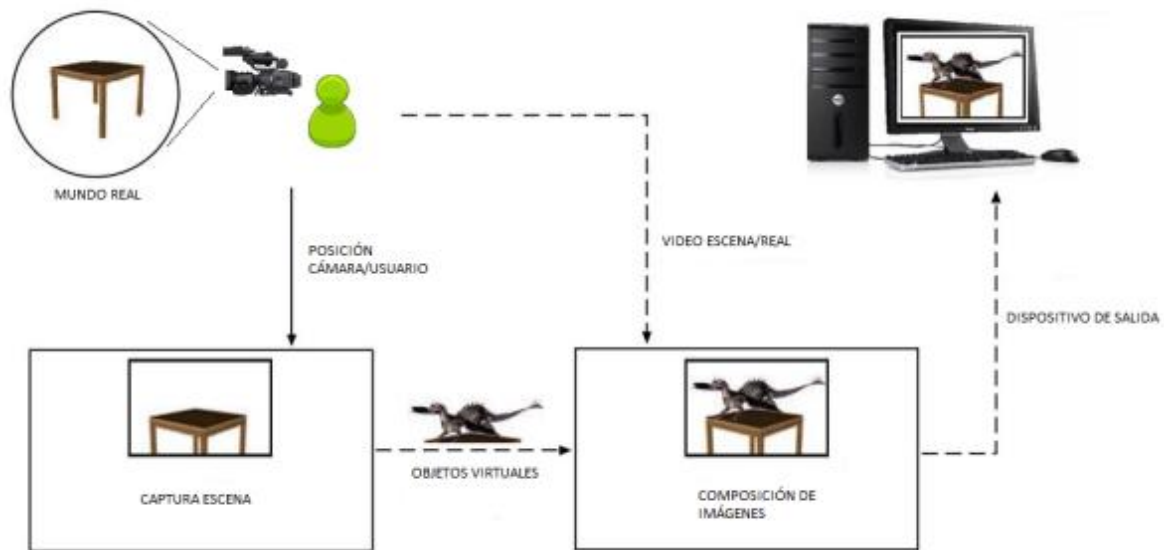 MUNDO REAL
POSICIÓN
CÁMARA/USUARIO
VIDEO ESCENA/REAL
DISPOSITIVO DE SALIDA
CAPTURA ESCENA
OBJETOS VIRTUALES
COMPOSICIÓN DE
IMÁGENES